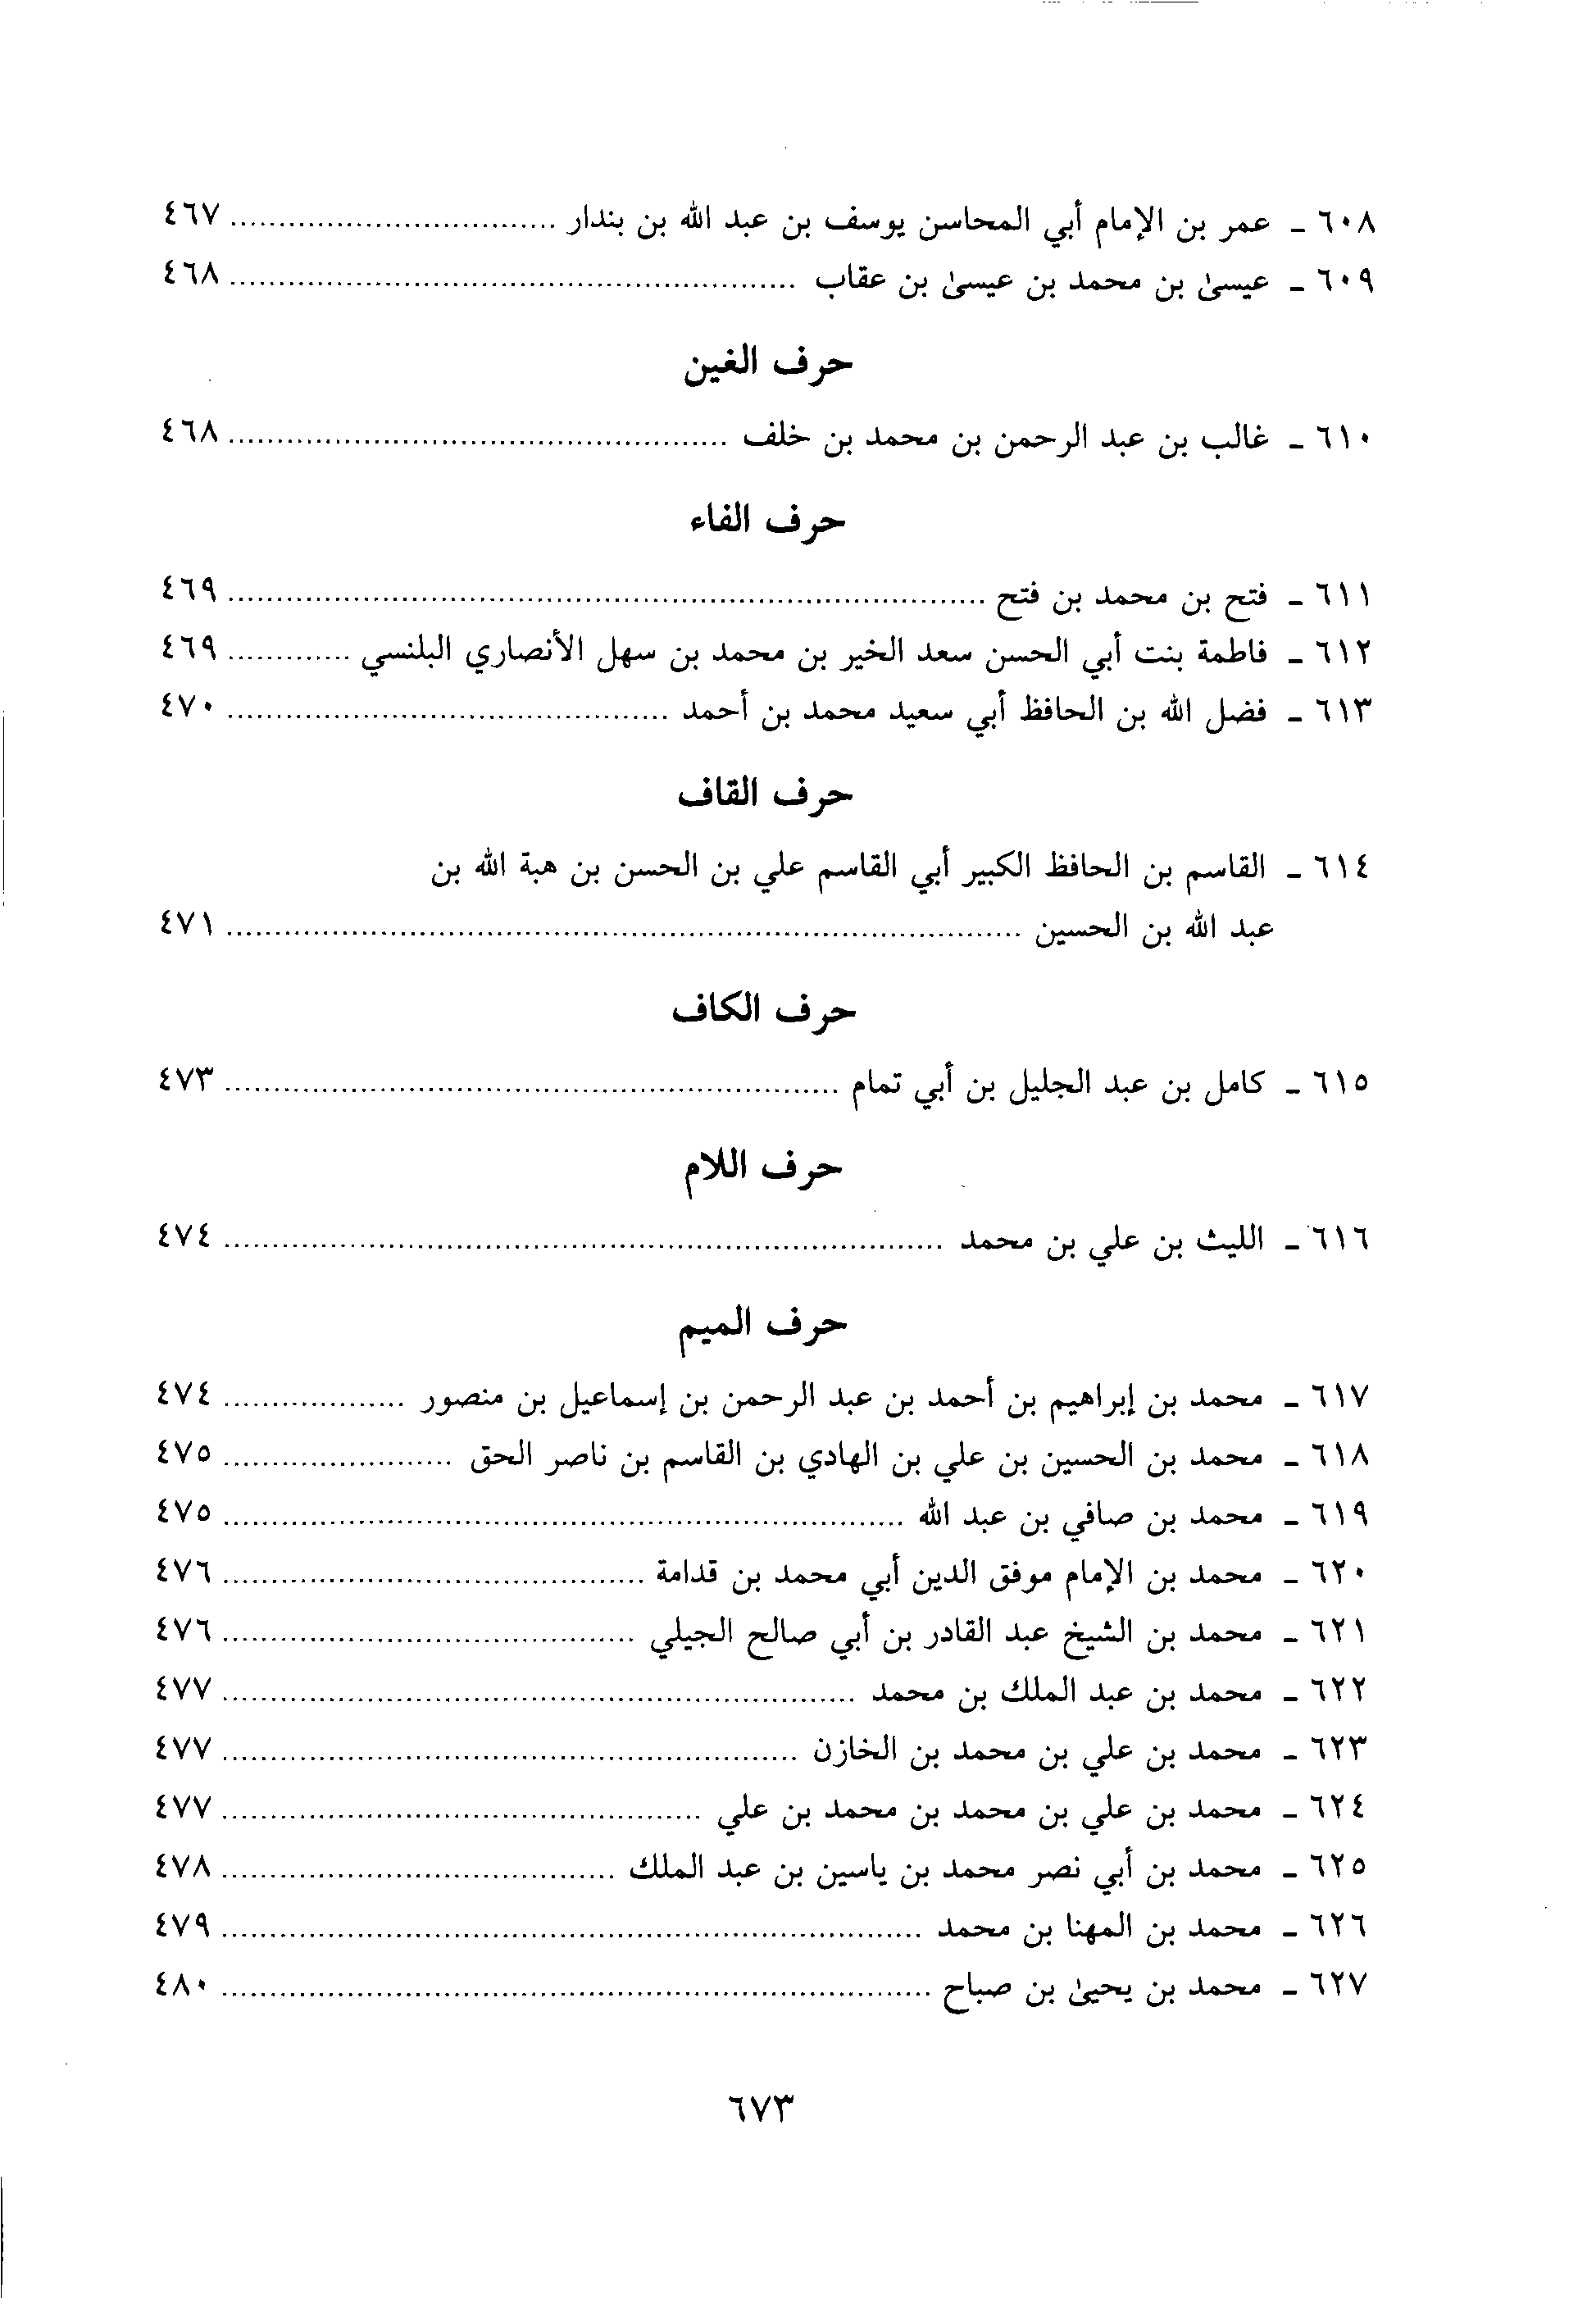 ٦٠٨ - عمر بن الإمام أبي المحاسن يوسف بن عبد الله بن بندار .................................. ٤٦٧
٦٠٩ - عيسىٰ بن محمد بن عيسىٰ بن عقاب .................................. ٤٦٨
حرف الغين
٦١٠ - غالب بن عبد الرحمن بن محمد بن خلف .................................. ٤٦٨
حرف الفاء
٦١١ - فتح بن محمد بن فتح .................................. ٤٦٩
٦١٢ - فاطمة بنت أبي الحسن سعد الخير بن محمد بن سهل الأنصاري البلنسي ............. ٤٦٩
٦١٣ - فضل الله بن الحافظ أبي سعيد محمد بن أحمد .................................. ٤٧٠
حرف القاف
٦١٤ - القاسم بن الحافظ الكبير أبي القاسم علي بن الحسن بن هبة الله بن
عبد الله بن الحسين .................................. ٤٧١
حرف الكاف
٦١٥ - كامل بن عبد الجليل بن أبي تمام .................................. ٤٧٣
حرف اللام
٦١٦ - الليث بن علي بن محمد .................................. ٤٧٤
حرف الميم
٦١٧ - محمد بن إبراهيم بن أحمد بن عبد الرحمن بن إسماعيل بن منصور ................... ٤٧٤
٦١٨ - محمد بن الحسين بن علي بن الهادي بن القاسم بن ناصر الحق ........................ ٤٧٥
٦١٩ - محمد بن صافي بن عبد الله .................................. ٤٧٥
٦٢٠ - محمد بن الإمام موفق الدين أبي محمد بن قدامة .................................. ٤٧٦
٦٢١ - محمد بن الشيخ عبد القادر بن أبي صالح الجيلي .................................. ٤٧٦
٦٢٢ - محمد بن عبد الملك بن محمد .................................. ٤٧٧
٦٢٣ - محمد بن علي بن محمد بن الخازن .................................. ٤٧٧
٦٢٤ - محمد بن علي بن محمد بن محمد بن علي .................................. ٤٧٧
٦٢٥ - محمد بن أبي نصر محمد بن ياسين بن عبد الملك .................................. ٤٧٨
٦٢٦ - محمد بن المهنا بن محمد .................................. ٤٧٩
٦٢٧ - محمد بن يحيىٰ بن صباح .................................. ٤٨٠
٦٧٣